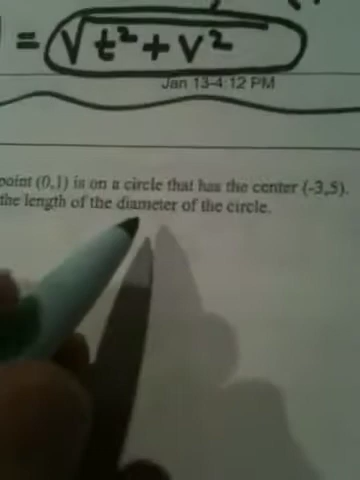 = √t² + v²
Jan 13-4:12 PM
point (0,1) is on a circle that has the center (-3,5).
the length of the diameter of the circle.